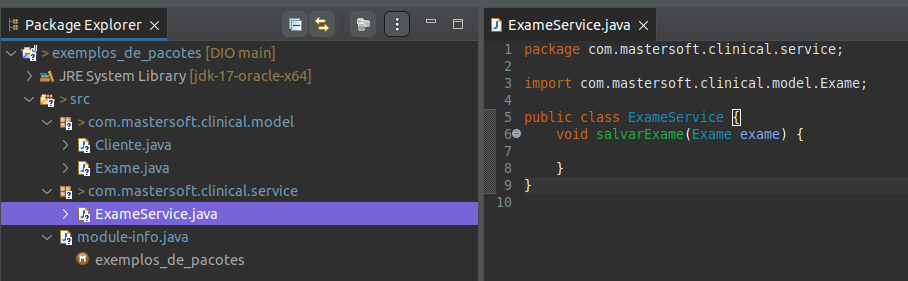 Package Explorer
exemplos_de_pacotes [DIO main]
JRE System Library [jdk-17-oracle-x64]
> src
> com.mastersoft.clinical.model
Cliente.java
Exame.java
> com.mastersoft.clinical.service
ExameService.java
module-info.java
exemplos_de_pacotes
ExameService.java
1 package com.mastersoft.clinical.service;
2
3 import com.mastersoft.clinical.model.Exame;
4
5 public class ExameService {
6 void salvarExame(Exame exame) {
7
8 }
9 }
10